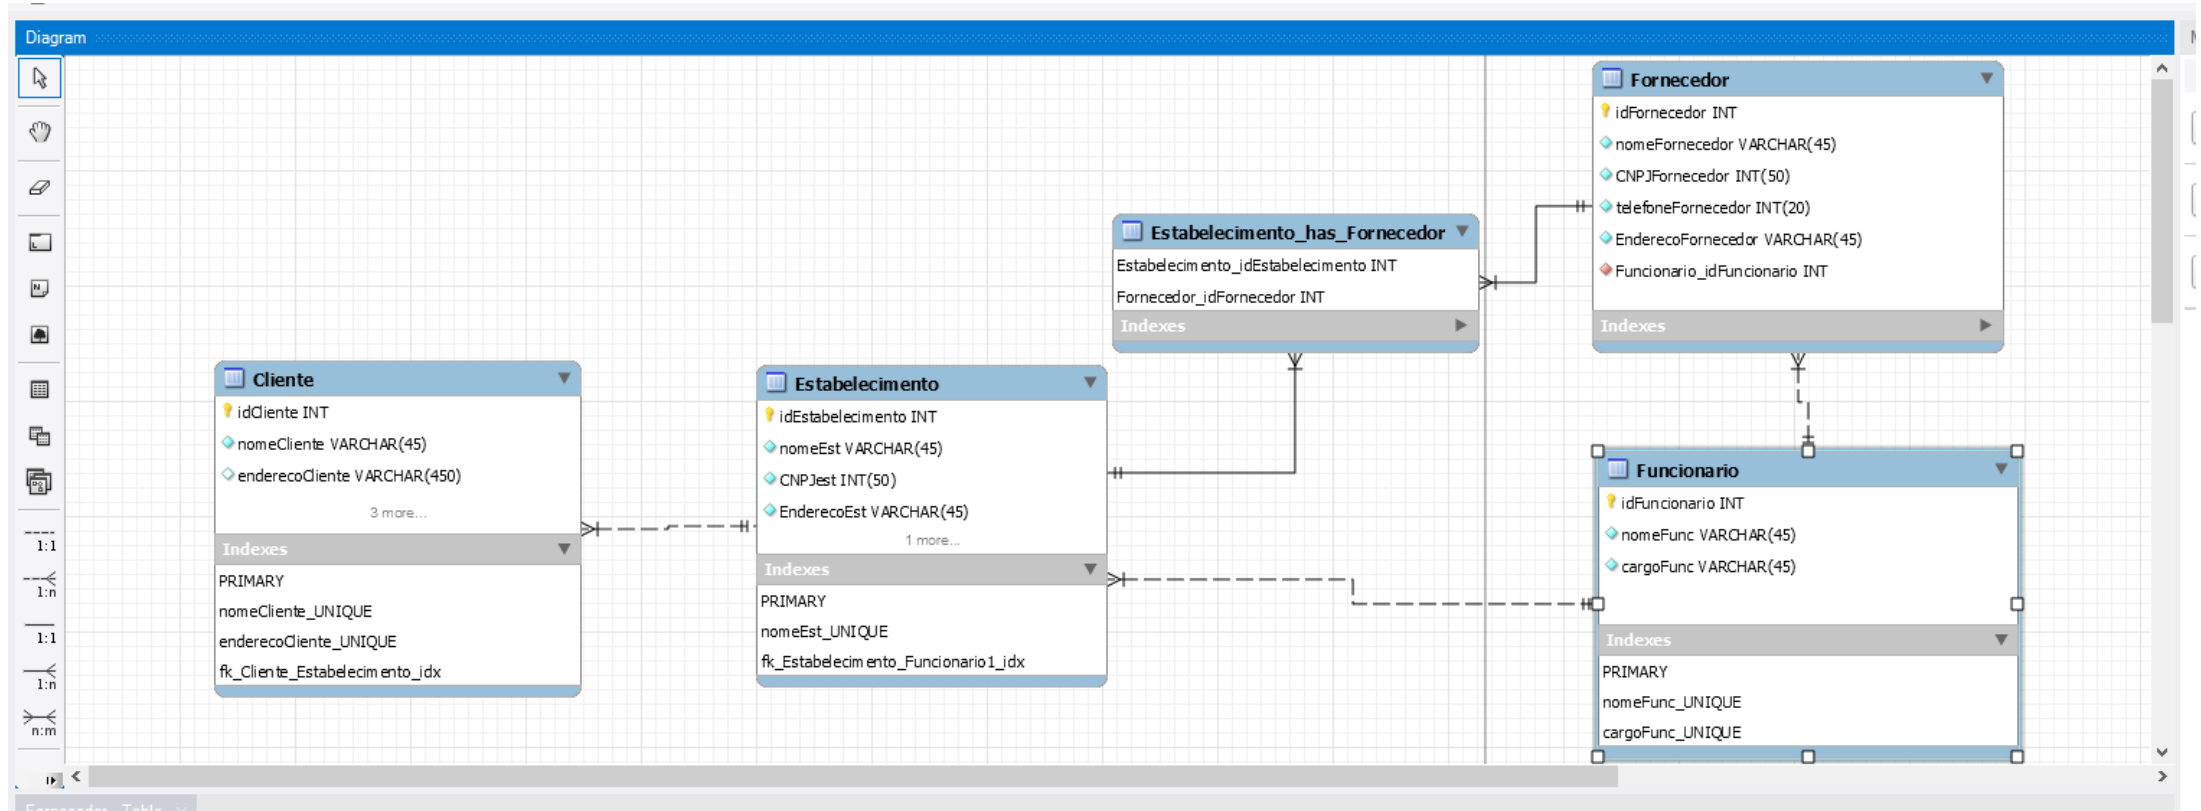 Diagram
Fornecedor
idFornecedor INT
nomeFornecedor VARCHAR(45)
CNPJFornecedor INT(50)
telefoneFornecedor INT(20)
EnderecoFornecedor VARCHAR(45)
Funcionario_idFuncionario INT
Indexes
Estabelecimento_has_Fornecedor
Estabelecimento_idEstabelecimento INT
Fornecedor_idFornecedor INT
Indexes
Cliente
idCliente INT
nomeCliente VARCHAR(45)
enderecoCliente VARCHAR(450)
3 more...
Indexes
PRIMARY
nomeCliente_UNIQUE
enderecoCliente_UNIQUE
fk_Cliente_Estabelecimento_idx
Estabelecimento
idEstabelecimento INT
nomeEst VARCHAR(45)
CNPJest INT(50)
EnderecoEst VARCHAR(45)
1 more...
Indexes
PRIMARY
nomeEst_UNIQUE
fk_Estabelecimento_Funcionario1_idx
Funcionario
idFuncionario INT
nomeFunc VARCHAR(45)
cargoFunc VARCHAR(45)
Indexes
PRIMARY
nomeFunc_UNIQUE
cargoFunc_UNIQUE
1:1
1:n
1:1
1:n
n:m
Fornecedor - Table